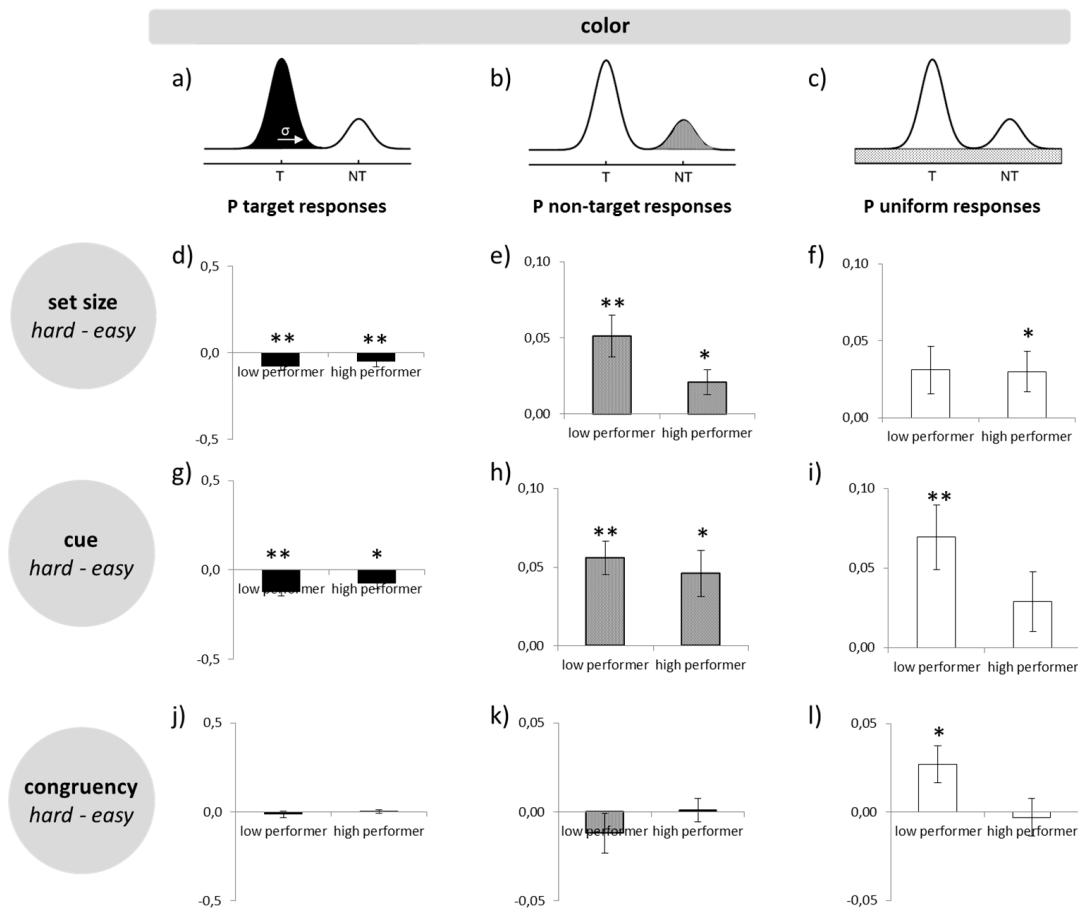 color
a)
b)
c)
σ
T NT
T NT
T NT
P target responses
P non-target responses
P uniform responses
set size
hard - easy
d)
0,5
0,0
-0,5
** **
low performer high performer
e)
0,10
0,05
0,00
** *
low performer high performer
f)
0,10
0,05
0,00
*
low performer high performer
cue
hard - easy
g)
0,5
0,0
-0,5
** *
low performer high performer
h)
0,10
0,05
0,00
** *
low performer high performer
i)
0,10
0,05
0,00
**
low performer high performer
congruency
hard - easy
j)
0,5
0,0
-0,5
low performer high performer
k)
0,05
0,00
-0,05
low performer high performer
l)
0,05
0,00
-0,05
*
low performer high performer